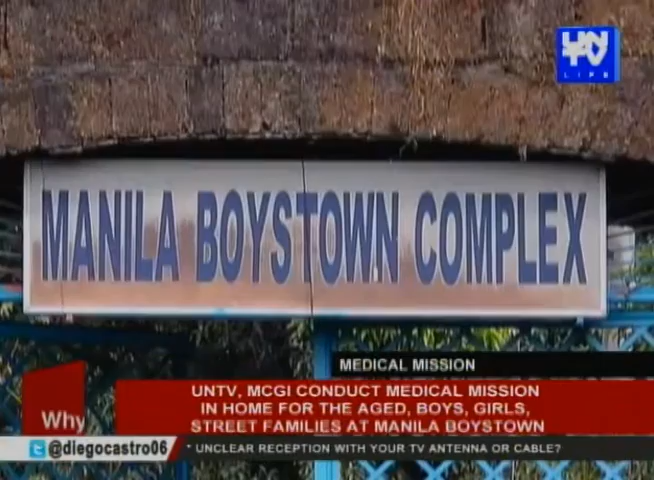 UNTV
LIFE
MANILA BOYSTOWN COMPLEX
MEDICAL MISSION
UNTV, MCGI CONDUCT MEDICAL MISSION
IN HOME FOR THE AGED, BOYS, GIRLS,
STREET FAMILIES AT MANILA BOYSTOWN
Why
@diegocastro06
* UNCLEAR RECEPTION WITH YOUR TV ANTENNA OR CABLE?